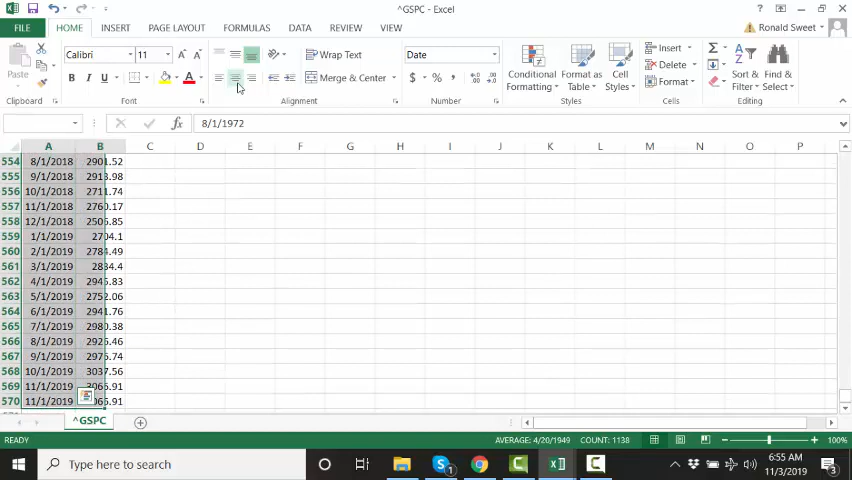 ^GSPC - Excel
FILE HOME INSERT PAGE LAYOUT FORMULAS DATA REVIEW VIEW Ronald Sweet
Paste Calibri 11 Wrap Text Date Conditional Formatting Format as Table Cell Styles Insert Sort & Filter Find & Select
B I U A Merge & Center $ % , Delete
Format
Clipboard Font Alignment Number Styles Cells Editing
fx 8/1/1972
A B C D E F G H I J K L M N O P
554 8/1/2018 2901.52
555 9/1/2018 2913.98
556 10/1/2018 2711.74
557 11/1/2018 2760.17
558 12/1/2018 2506.85
559 1/1/2019 2704.1
560 2/1/2019 2784.49
561 3/1/2019 2834.4
562 4/1/2019 2945.83
563 5/1/2019 2752.06
564 6/1/2019 2941.76
565 7/1/2019 2980.38
566 8/1/2019 2926.46
567 9/1/2019 2976.74
568 10/1/2019 3037.56
569 11/1/2019 3066.91
570 11/1/2019 066.91
^GSPC
READY AVERAGE: 4/20/1949 COUNT: 1138 100%
Type here to search 6:55 AM
11/3/2019